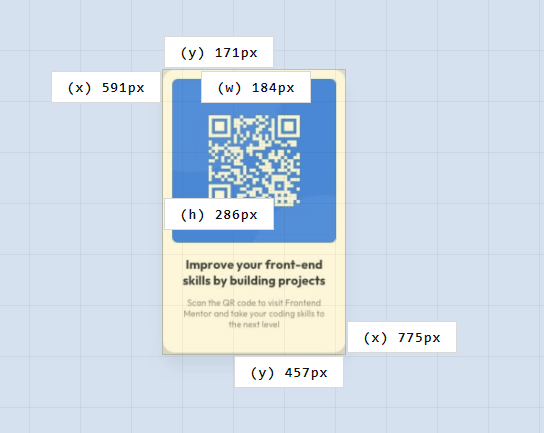 (y) 171px
(x) 591px
(w) 184px
(h) 286px
Improve your front-end
skills by building projects
Scan the QR code to visit Frontend
Mentor and take your coding skills to
the next level
(x) 775px
(y) 457px